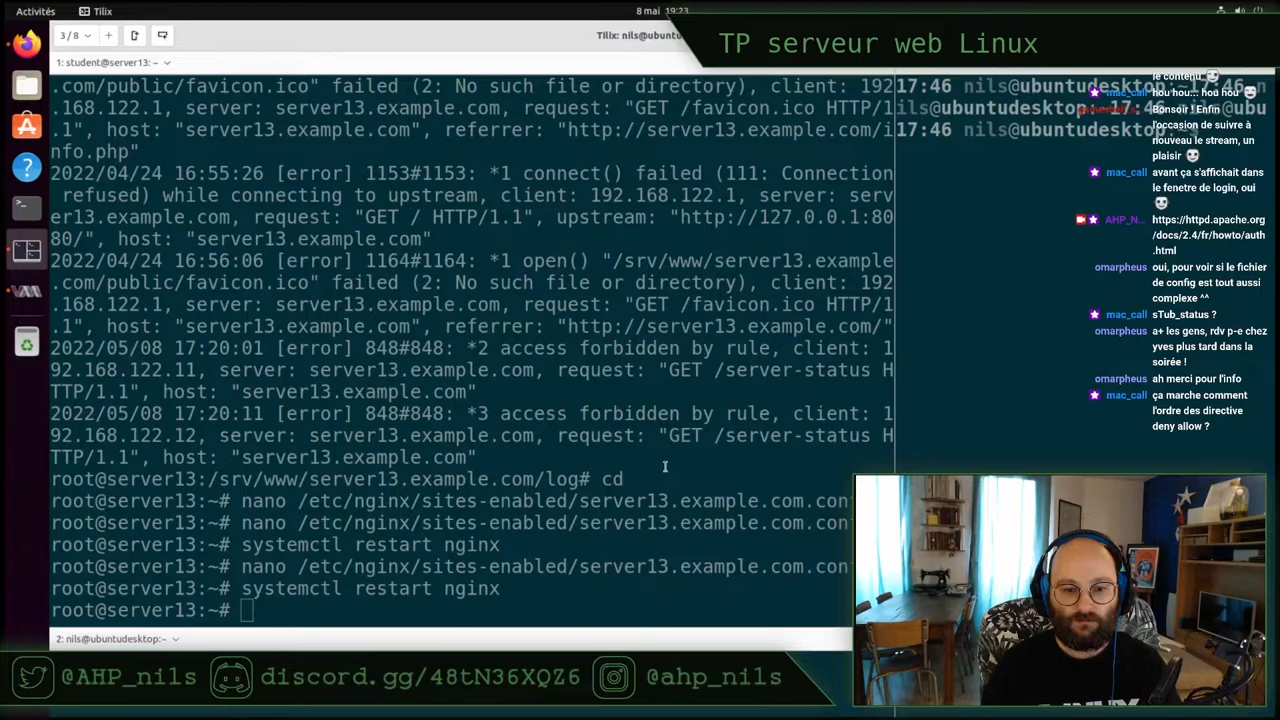 Activités
Tilix
8 mai 19:23
3/8
Tilix: nils@ubuntu
TP serveur web Linux
1: student@server13: ~
.com/public/favicon.ico" failed (2: No such file or directory), client: 192
.168.122.1, server: server13.example.com, request: "GET /favicon.ico HTTP/1
.1", host: "server13.example.com", referrer: "http://server13.example.com/i
nfo.php"
2022/04/24 16:55:26 [error] 1153#1153: *1 connect() failed (111: Connection
 refused) while connecting to upstream, client: 192.168.122.1, server: serv
er13.example.com, request: "GET / HTTP/1.1", upstream: "http://127.0.0.1:80
80/", host: "server13.example.com"
2022/04/24 16:56:06 [error] 1164#1164: *1 open() "/srv/www/server13.example
.com/public/favicon.ico" failed (2: No such file or directory), client: 192
.168.122.1, server: server13.example.com, request: "GET /favicon.ico HTTP/1
.1", host: "server13.example.com", referrer: "http://server13.example.com/"
2022/05/08 17:20:01 [error] 848#848: *2 access forbidden by rule, client: 1
92.168.122.11, server: server13.example.com, request: "GET /server-status H
TTP/1.1", host: "server13.example.com"
2022/05/08 17:20:11 [error] 848#848: *3 access forbidden by rule, client: 1
92.168.122.12, server: server13.example.com, request: "GET /server-status H
TTP/1.1", host: "server13.example.com"
root@server13:/srv/www/server13.example.com/log# cd
root@server13:~# nano /etc/nginx/sites-enabled/server13.example.com.con
root@server13:~# nano /etc/nginx/sites-enabled/server13.example.com.con
root@server13:~# systemctl restart nginx
root@server13:~# nano /etc/nginx/sites-enabled/server13.example.com.con
root@server13:~# systemctl restart nginx
root@server13:~#
2: nils@ubuntudesktop:~
17:46 nils@ubuntudesktop:~
ils@ubuntudesktop 17:46
17:46 nils@ubuntudesktop:~$
le contenu
mac_call hou hou... hou hou
Bonsoir ! Enfin
l'occasion de suivre à
nouveau le stream, un
plaisir
mac_call avant ça s'affichait dans
le fenetre de login, oui
AHP_N... https://httpd.apache.org
/docs/2.4/fr/howto/auth
.html
omarpheus oui, pour voir si le fichier
de config est tout aussi
complexe ^^
mac_call sTub_status ?
omarpheus a+ les gens, rdv p-e chez
yves plus tard dans la
soirée !
omarpheus ah merci pour l'info
mac_call ça marche comment
l'ordre des directive
deny allow ?
@AHP_nils
discord.gg/48tN36XQZ6
@ahp_nils